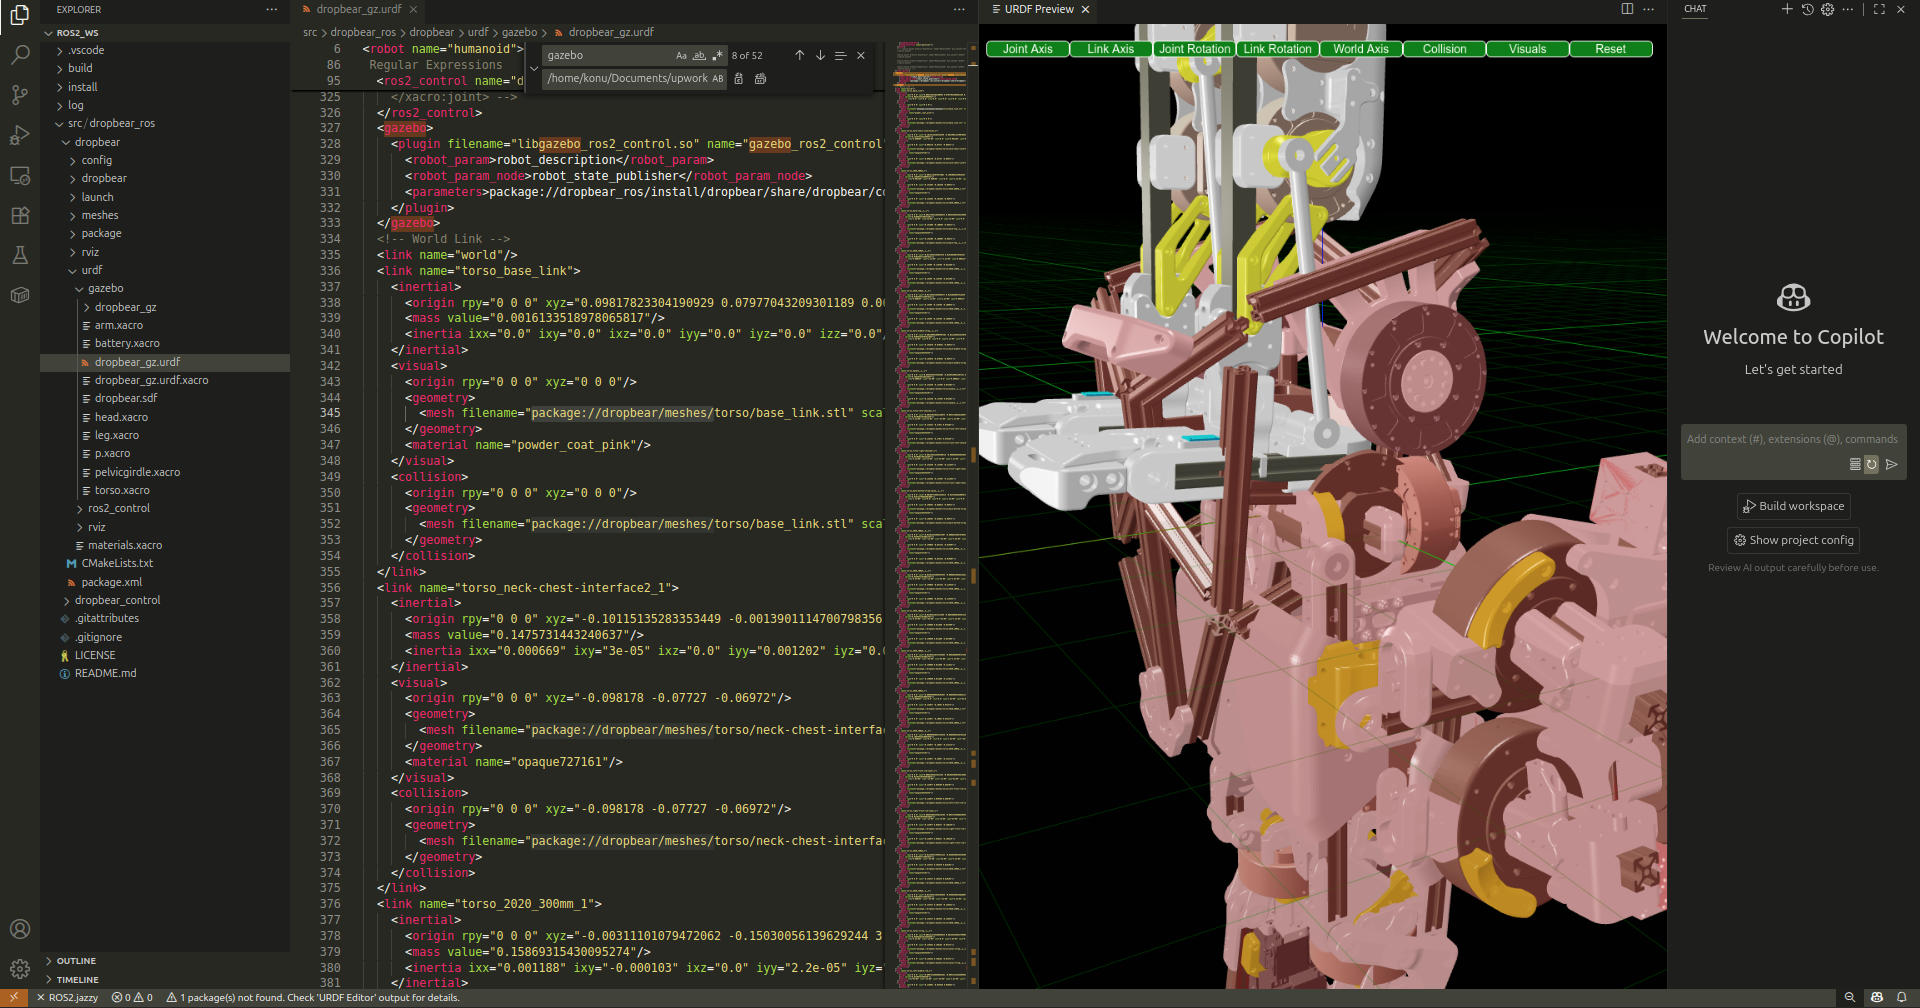 EXPLORER
ROS2_WS
.vscode
build
install
log
src/dropbear_ros
dropbear
config
dropbear
launch
meshes
package
rviz
urdf
gazebo
dropbear_gz
arm.xacro
battery.xacro
dropbear_gz.urdf
dropbear_gz.urdf.xacro
dropbear.sdf
head.xacro
leg.xacro
p.xacro
pelvicgirdle.xacro
torso.xacro
ros2_control
rviz
materials.xacro
CMakeLists.txt
package.xml
dropbear_control
.gitattributes
.gitignore
LICENSE
README.md
OUTLINE
TIMELINE
dropbear_gz.urdf
src > dropbear_ros > dropbear > urdf > gazebo > dropbear_gz.urdf
gazebo Aa ab 8 of 52
/home/konu/Documents/upwork AB
6 <robot name="humanoid">
86 Regular Expressions
95 <ros2_control name="d
325 </xacro:joint> -->
326 </ros2_control>
327 <gazebo>
328 <plugin filename="libgazebo_ros2_control.so" name="gazebo_ros2_control"
329 <robot_param>robot_description</robot_param>
330 <robot_param_node>robot_state_publisher</robot_param_node>
331 <parameters>package://dropbear_ros/install/dropbear/share/dropbear/co
332 </plugin>
333 </gazebo>
334 <!-- World Link -->
335 <link name="world"/>
336 <link name="torso_base_link">
337 <inertial>
338 <origin rpy="0 0 0" xyz="0.09817823304190929 0.07977043209301189 0.00
339 <mass value="0.0016133518978065817"/>
340 <inertia ixx="0.0" iyy="0.0" ixz="0.0" iyy="0.0" iyz="0.0" izz="0.0"
341 </inertial>
342 <visual>
343 <origin rpy="0 0 0" xyz="0 0 0"/>
344 <geometry>
345 <mesh filename="package://dropbear/meshes/torso/base_link.stl" sca
346 </geometry>
347 <material name="powder_coat_pink"/>
348 </visual>
349 <collision>
350 <origin rpy="0 0 0" xyz="0 0 0"/>
351 <geometry>
352 <mesh filename="package://dropbear/meshes/torso/base_link.stl" sca
353 </geometry>
354 </collision>
355 </link>
356 <link name="torso_neck-chest-interface2_1">
357 <inertial>
358 <origin rpy="0 0 0" xyz="-0.10115135283353449 -0.0013901114700798356
359 <mass value="0.1475731443240637"/>
360 <inertia ixx="0.000669" ixy="3e-05" ixz="0.0" iyy="0.001202" iyz="0.0
361 </inertial>
362 <visual>
363 <origin rpy="0 0 0" xyz="-0.098178 -0.07727 -0.06972"/>
364 <geometry>
365 <mesh filename="package://dropbear/meshes/torso/neck-chest-interfac
366 </geometry>
367 <material name="opaque727161"/>
368 </visual>
369 <collision>
370 <origin rpy="0 0 0" xyz="-0.098178 -0.07727 -0.06972"/>
371 <geometry>
372 <mesh filename="package://dropbear/meshes/torso/neck-chest-interfac
373 </geometry>
374 </collision>
375 </link>
376 <link name="torso_2020_300mm_1">
377 <inertial>
378 <origin rpy="0 0 0" xyz="-0.00311101079472062 -0.15030056139629244 3
379 <mass value="0.15869315430095274"/>
380 <inertia ixx="0.001188" ixy="-0.000103" ixz="0.0" iyy="2.2e-05" iyz=
381 </inertial>
URDF Preview
Joint Axis
Link Axis
Joint Rotation
Link Rotation
World Axis
Collision
Visuals
Reset
CHAT
Welcome to Copilot
Let's get started
Add context (#), extensions (@), commands
Build workspace
Show project config
Review AI output carefully before use.
ROS2.jazzy 0 0 1 package(s) not found. Check 'URDF Editor' output for details.